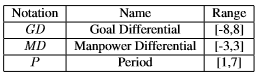 Notation Name Range
GD Goal Differential [-8,8]
MD Manpower Differential [-3,3]
P Period [1,7]